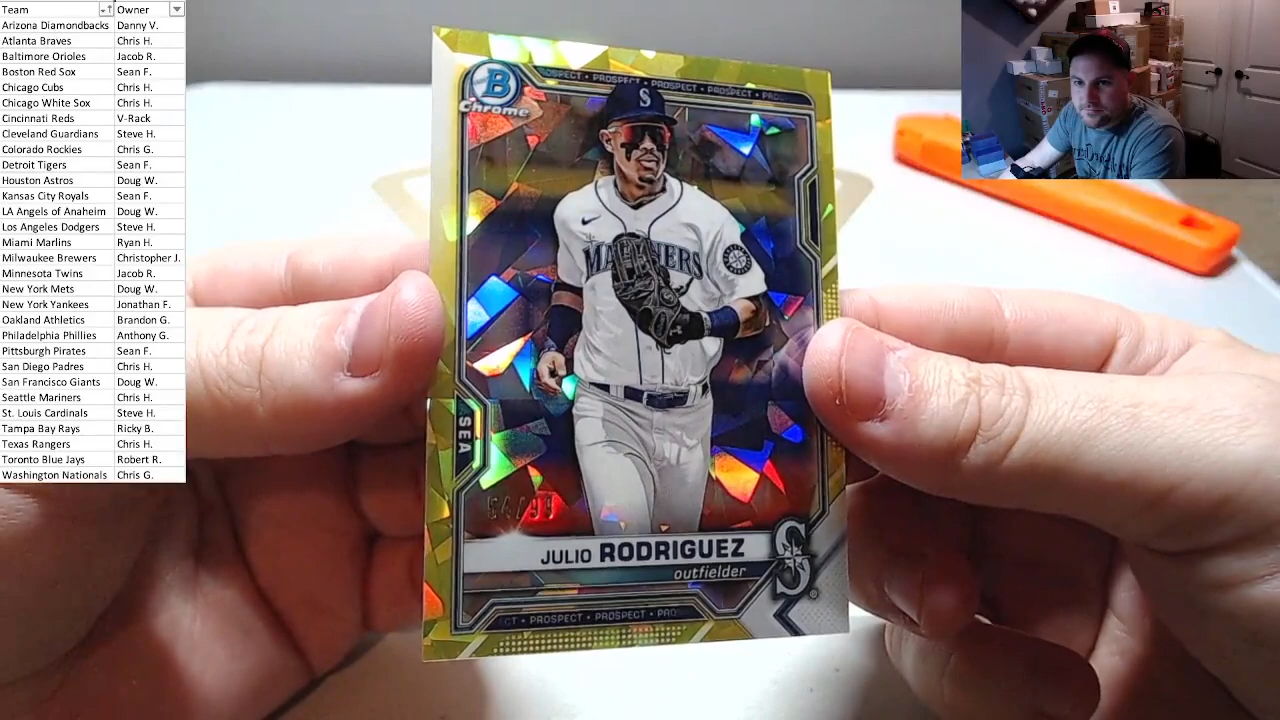 Team Owner
Arizona Diamondbacks Danny V.
Atlanta Braves Chris H.
Baltimore Orioles Jacob R.
Boston Red Sox Sean F.
Chicago Cubs Chris H.
Chicago White Sox Chris H.
Cincinnati Reds V-Rack
Cleveland Guardians Steve H.
Colorado Rockies Chris G.
Detroit Tigers Sean F.
Houston Astros Doug W.
Kansas City Royals Sean F.
LA Angels of Anaheim Doug W.
Los Angeles Dodgers Steve H.
Miami Marlins Ryan H.
Milwaukee Brewers Christopher J.
Minnesota Twins Jacob R.
New York Mets Doug W.
New York Yankees Jonathan F.
Oakland Athletics Brandon G.
Philadelphia Phillies Anthony G.
Pittsburgh Pirates Sean F.
San Diego Padres Chris H.
San Francisco Giants Doug W.
Seattle Mariners Chris H.
St. Louis Cardinals Steve H.
Tampa Bay Rays Ricky B.
Texas Rangers Chris H.
Toronto Blue Jays Robert R.
Washington Nationals Chris G.
B
Chrome
PROSPECT • PROSPECT • PROSPECT
S
SEA
JULIO RODRIGUEZ
outfielder
S
PROSPECT • PROSPECT